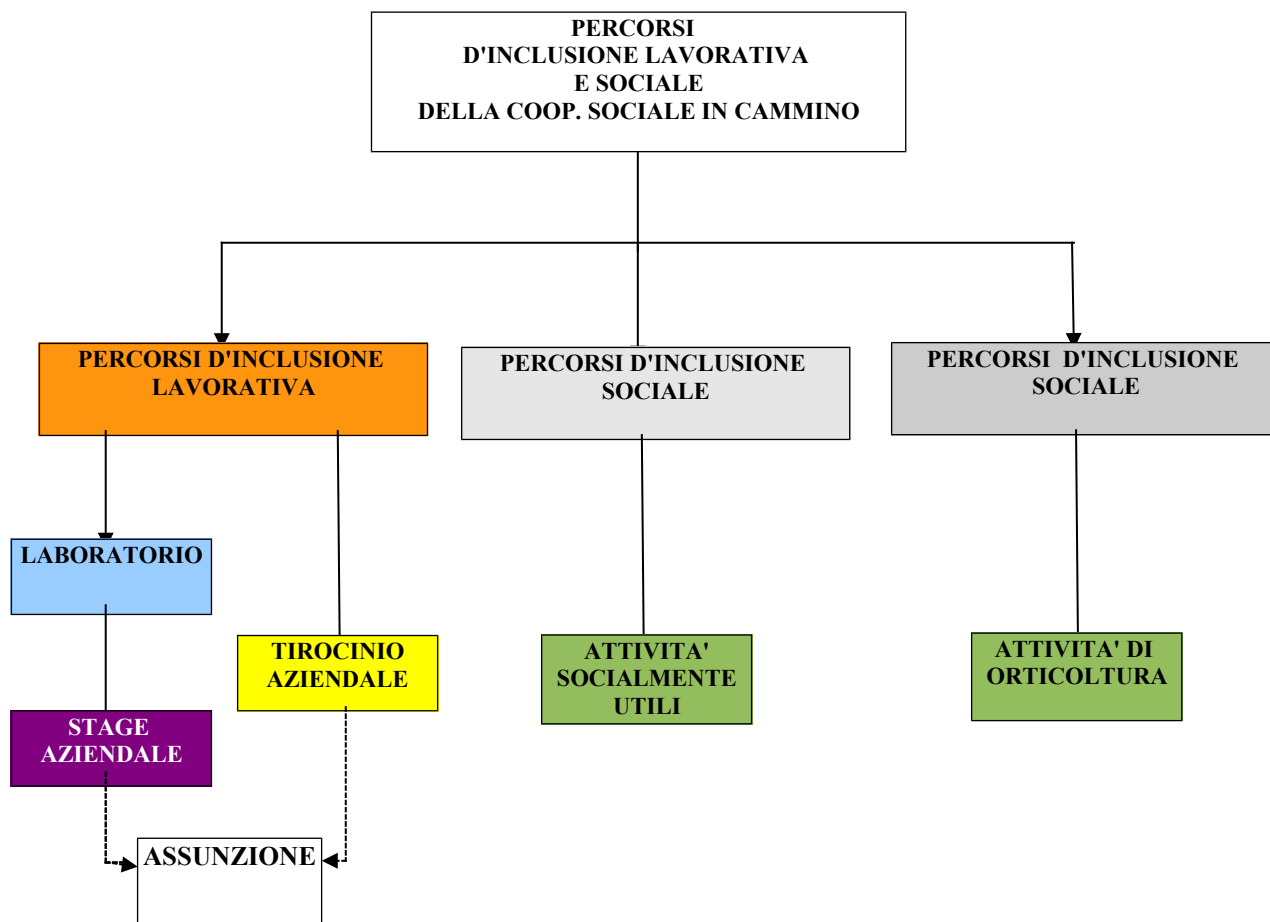 PERCORSI
D'INCLUSIONE LAVORATIVA
E SOCIALE
DELLA COOP. SOCIALE IN CAMMINO
PERCORSI D'INCLUSIONE
LAVORATIVA
PERCORSI D'INCLUSIONE
SOCIALE
PERCORSI D'INCLUSIONE
SOCIALE
LABORATORIO
TIROCINIO
AZIENDALE
ATTIVITA'
SOCIALMENTE
UTILI
ATTIVITA' DI
ORTICOLTURA
STAGE
AZIENDALE
ASSUNZIONE